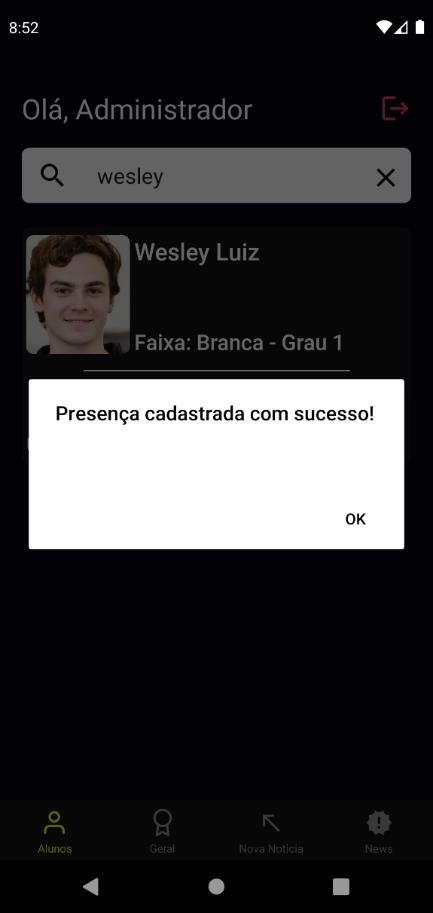 8:52
Olá, Administrador
wesley
Wesley Luiz
Faixa: Branca - Grau 1
Presença cadastrada com sucesso!
OK
Alunos
Geral
Nova Notícia
News